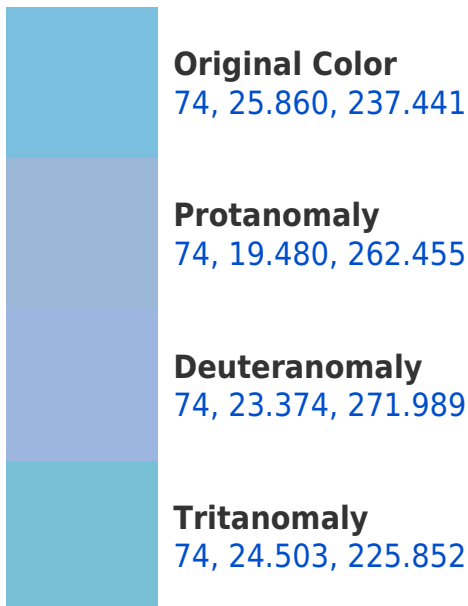 Original Color
74, 25.860, 237.441
Protanomaly
74, 19.480, 262.455
Deuteranomaly
74, 23.374, 271.989
Tritanomaly
74, 24.503, 225.852